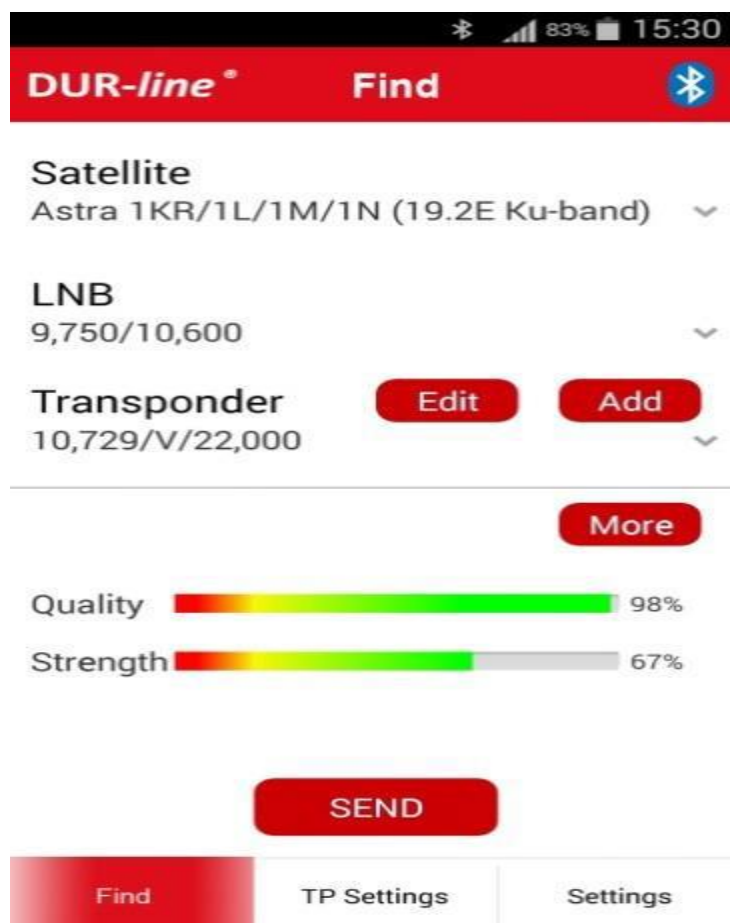 83% 15:30
DUR-line® Find
Satellite
Astra 1KR/1L/1M/1N (19.2E Ku-band)
LNB
9,750/10,600
Transponder Edit Add
10,729/V/22,000
More
Quality 98%
Strength 67%
SEND
Find TP Settings Settings